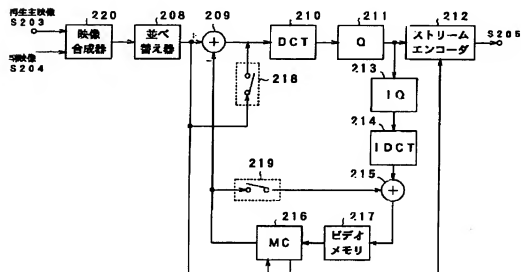 再生主映像
S203
副映像
S204
220
映像
合成器
208
並べ
替え器
209
+
-
210
DCT
211
Q
212
ストリーム
エンコーダ
S205
218
213
IQ
214
IDCT
215
+
219
216
MC
217
ビデオ
メモリ